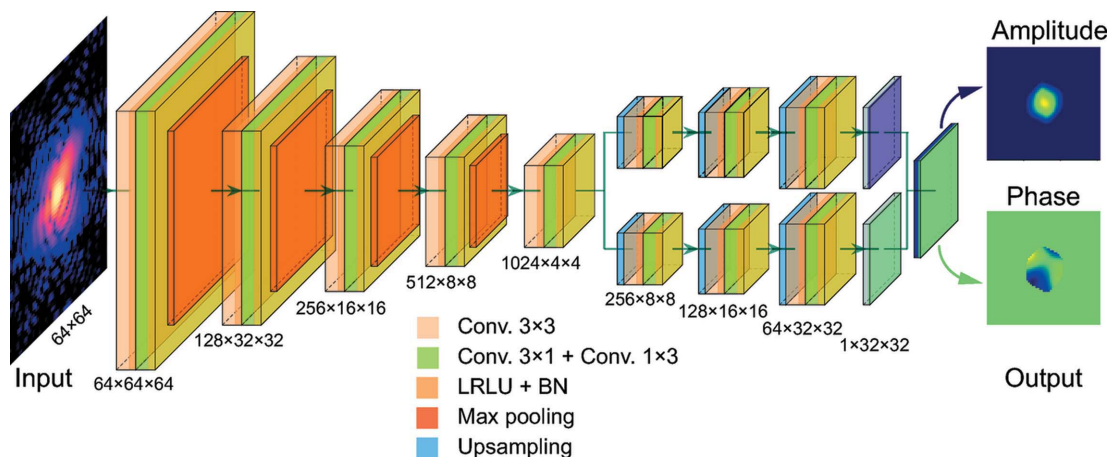 Amplitude
Phase
64×64
Input
64×64×64
128×32×32
256×16×16
512×8×8
1024×4×4
256×8×8
128×16×16
64×32×32
1×32×32
Output
Conv. 3×3
Conv. 3×1 + Conv. 1×3
LRLU + BN
Max pooling
Upsampling